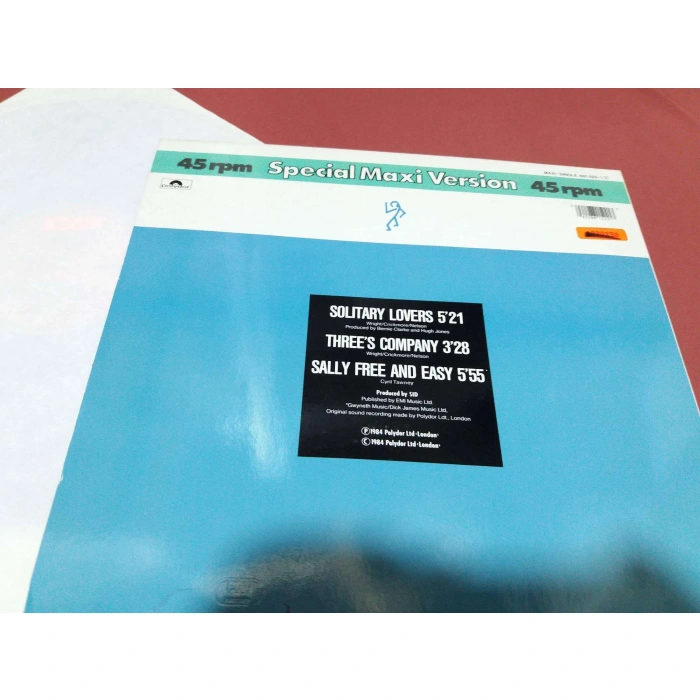 45 rpm Special Maxi Version 45 rpm
SOLITARY LOVERS 5'21
Wright/Crickmore/Nelson
Produced by Bernie Clarke and Hugh Jones
THREE'S COMPANY 3'28
Wright/Crickmore/Nelson
SALLY FREE AND EASY 5'55
Cyril Tawney
Produced by SID
Published by EMI Music Ltd.
*Gwyneth Music/Dick James Music Ltd.
Original sound recording made by Polydor Ldt., London
Ⓟ1984 Polydor Ltd·London·
©1984 Polydor Ltd·London·